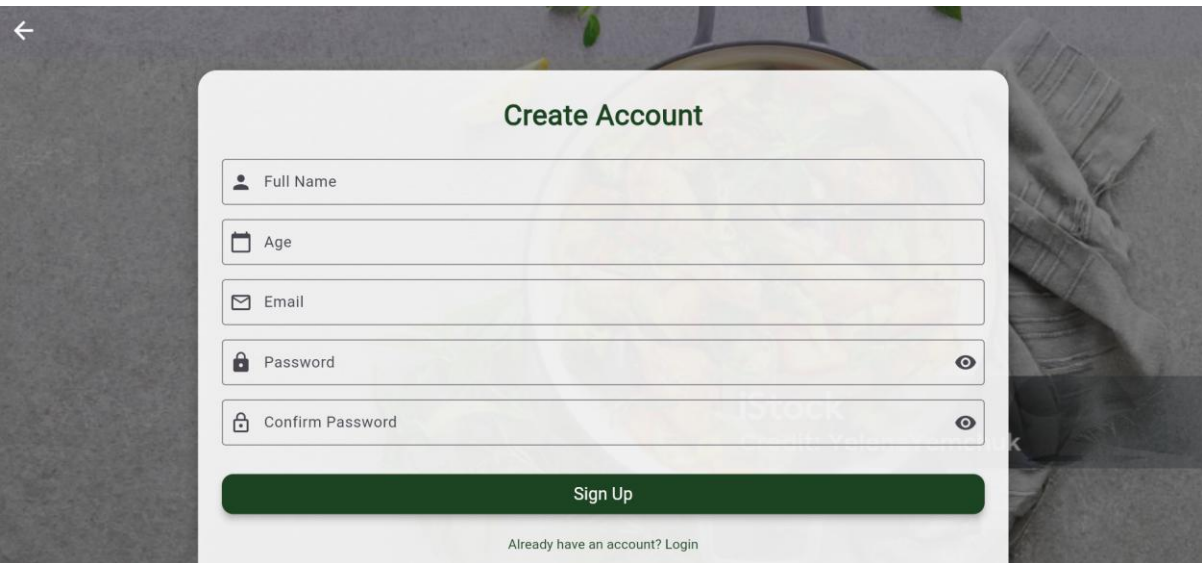 Create Account
Full Name
Age
Email
Password
iStock
Confirm Password
Sign Up
Already have an account? Login